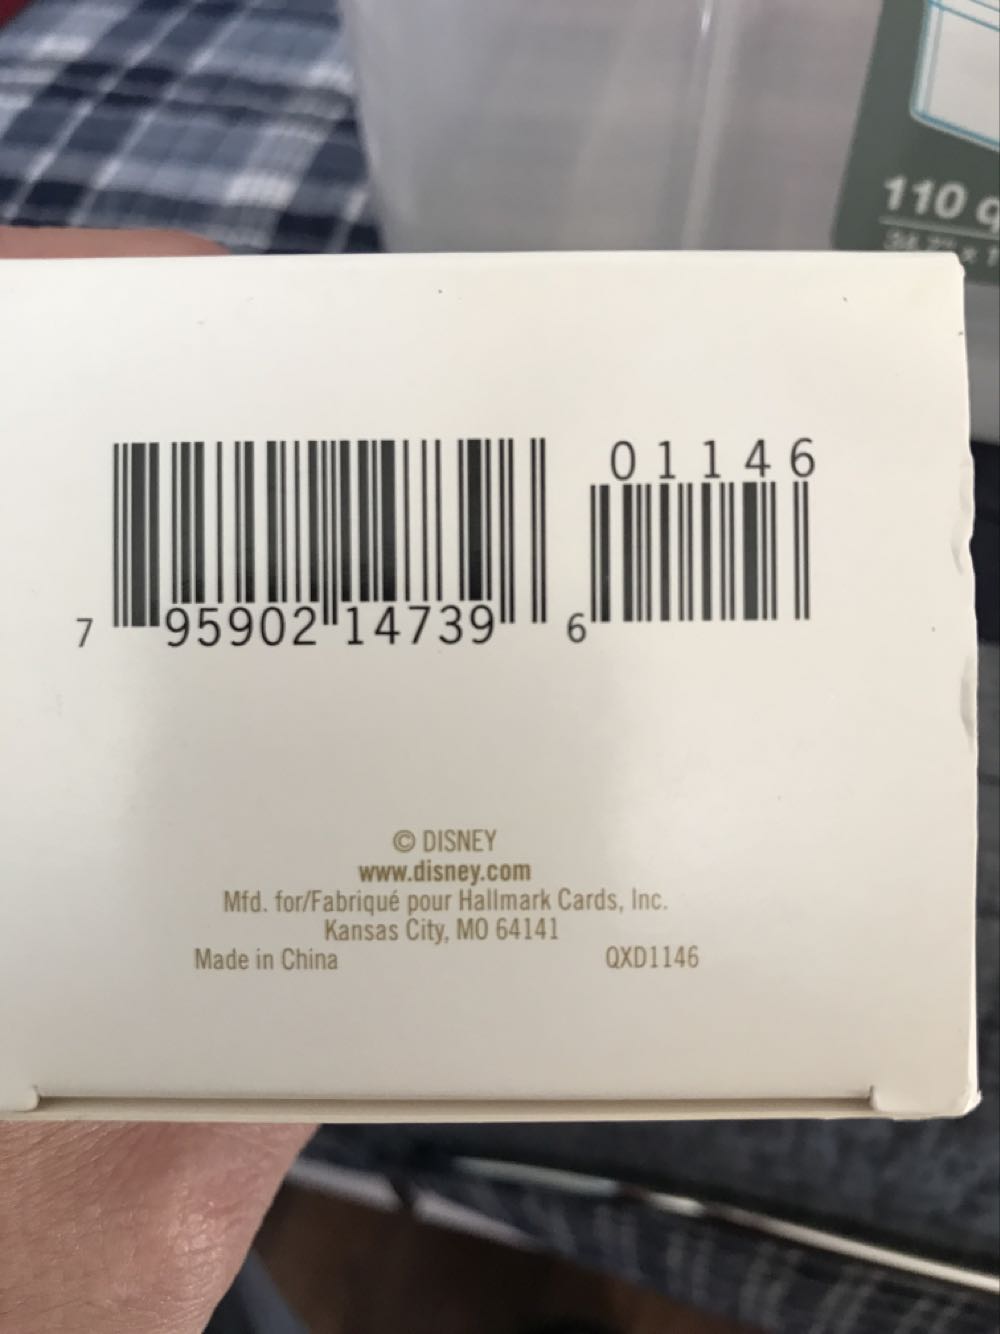 110
01146
7 95902 14739 6
© DISNEY
www.disney.com
Mfd. for/Fabriqué pour Hallmark Cards, Inc.
Kansas City, MO 64141
Made in China QXD1146